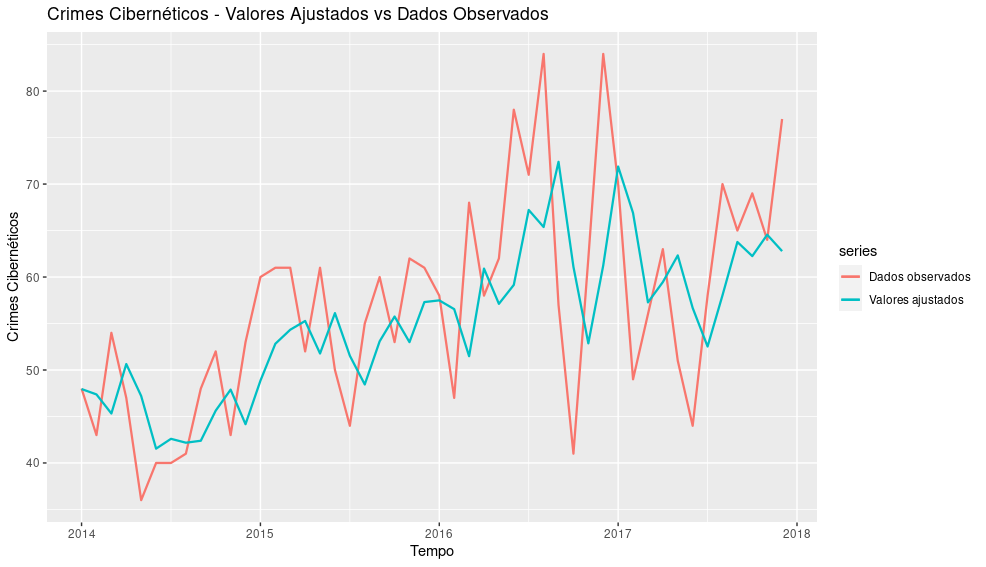 Crimes Cibernéticos - Valores Ajustados vs Dados Observados
Crimes Cibernéticos
80
70
60
50
40
2014
2015
2016
2017
2018
Tempo
series
Dados observados
Valores ajustados